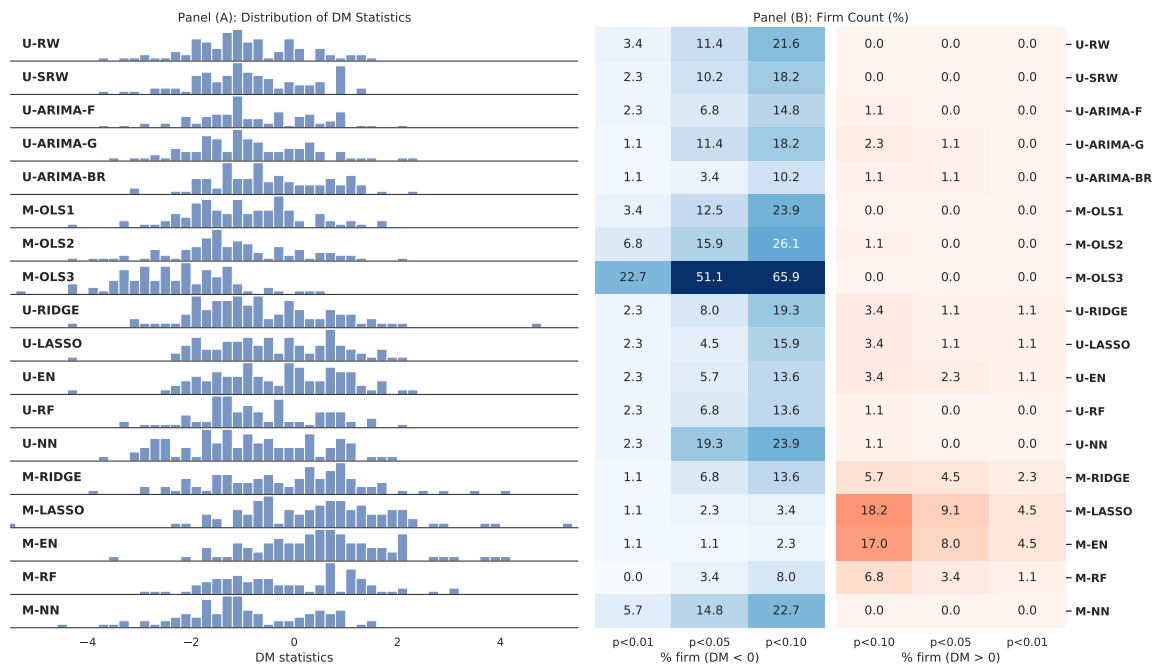 Panel (A): Distribution of DM Statistics
Panel (B): Firm Count (%)
U-RW 3.4 11.4 21.6 0.0 0.0 0.0 U-RW
U-SRW 2.3 10.2 18.2 0.0 0.0 0.0 U-SRW
U-ARIMA-F 2.3 6.8 14.8 1.1 0.0 0.0 U-ARIMA-F
U-ARIMA-G 1.1 11.4 18.2 2.3 1.1 0.0 U-ARIMA-G
U-ARIMA-BR 1.1 3.4 10.2 1.1 1.1 0.0 U-ARIMA-BR
M-OLS1 3.4 12.5 23.9 0.0 0.0 0.0 M-OLS1
M-OLS2 6.8 15.9 26.1 1.1 0.0 0.0 M-OLS2
M-OLS3 22.7 51.1 65.9 0.0 0.0 0.0 M-OLS3
U-RIDGE 2.3 8.0 19.3 3.4 1.1 1.1 U-RIDGE
U-LASSO 2.3 4.5 15.9 3.4 1.1 1.1 U-LASSO
U-EN 2.3 5.7 13.6 3.4 2.3 1.1 U-EN
U-RF 2.3 6.8 13.6 1.1 0.0 0.0 U-RF
U-NN 2.3 19.3 23.9 1.1 0.0 0.0 U-NN
M-RIDGE 1.1 6.8 13.6 5.7 4.5 2.3 M-RIDGE
M-LASSO 1.1 2.3 3.4 18.2 9.1 4.5 M-LASSO
M-EN 1.1 1.1 2.3 17.0 8.0 4.5 M-EN
M-RF 0.0 3.4 8.0 6.8 3.4 1.1 M-RF
M-NN 5.7 14.8 22.7 0.0 0.0 0.0 M-NN
−4 −2 0 2 4 p<0.01 p<0.05 p<0.10 p<0.10 p<0.05 p<0.01
DM statistics % firm (DM < 0) % firm (DM > 0)